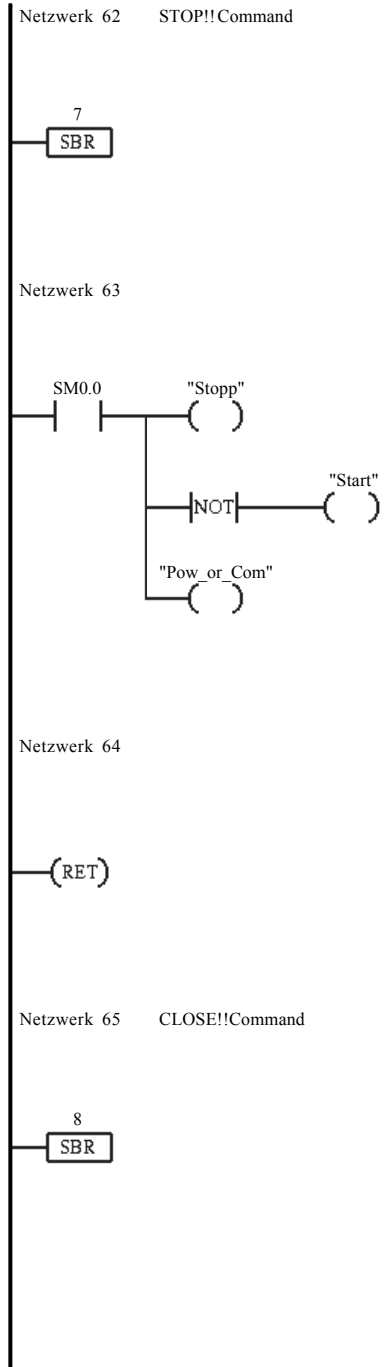 Netzwerk 62 STOP!! Command
7
SBR
Netzwerk 63
SM0.0 "Stopp"
NOT "Start"
"Pow_or_Com"
Netzwerk 64
RET
Netzwerk 65 CLOSE!!Command
8
SBR